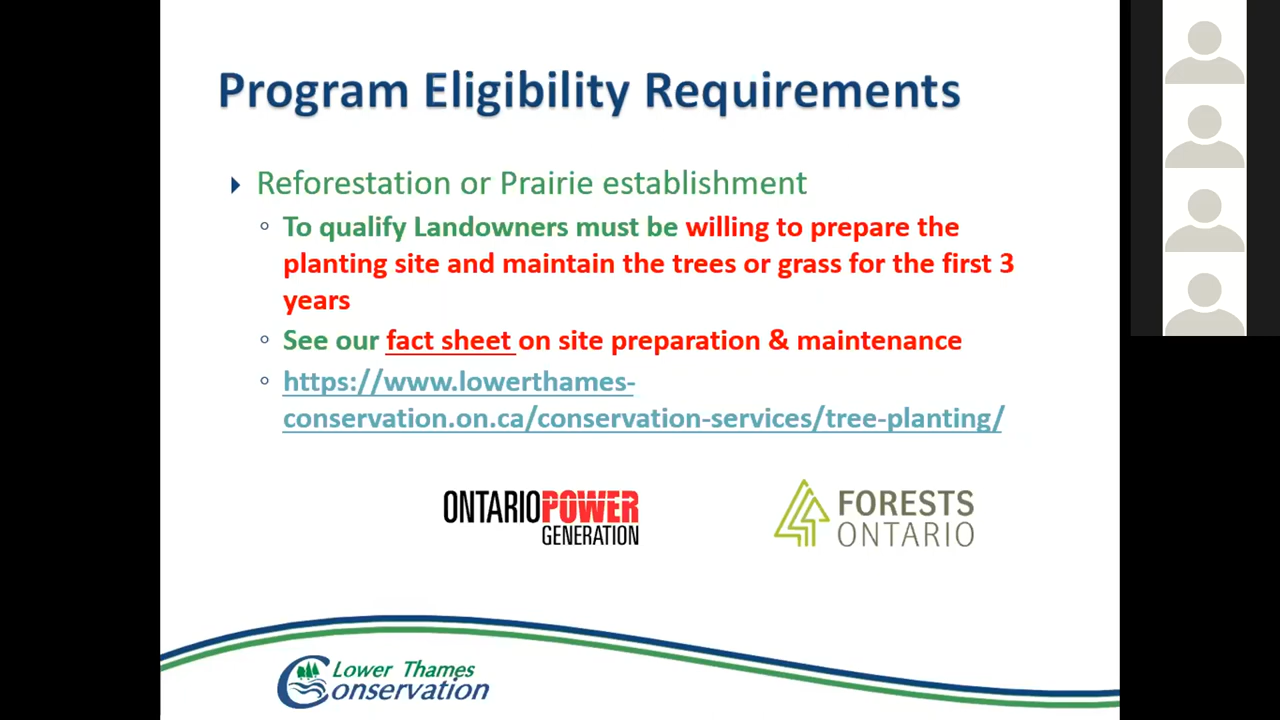 Program Eligibility Requirements
Reforestation or Prairie establishment
To qualify Landowners must be willing to prepare the
planting site and maintain the trees or grass for the first 3
years
See our fact sheet on site preparation & maintenance
https://www.lowerthames-
conservation.on.ca/conservation-services/tree-planting/
ONTARIOPOWER
GENERATION
FORESTS
ONTARIO
Lower Thames
Conservation